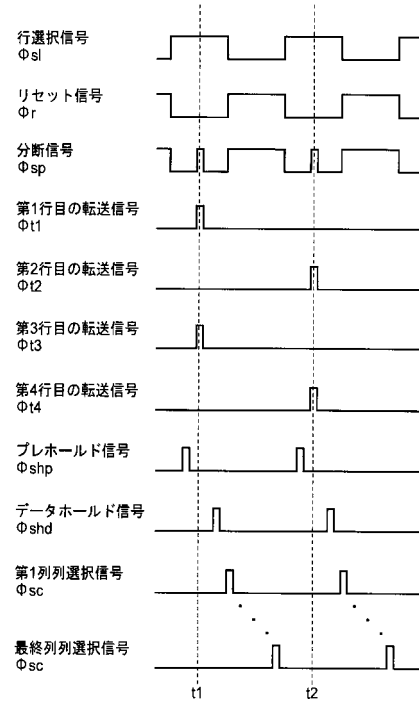 行選択信号
Φsl
リセット信号
Φr
分断信号
Φsp
第1行目の転送信号
Φt1
第2行目の転送信号
Φt2
第3行目の転送信号
Φt3
第4行目の転送信号
Φt4
プレホールド信号
Φshp
データホールド信号
Φshd
第1列列選択信号
Φsc
最終列列選択信号
Φsc
t1
t2